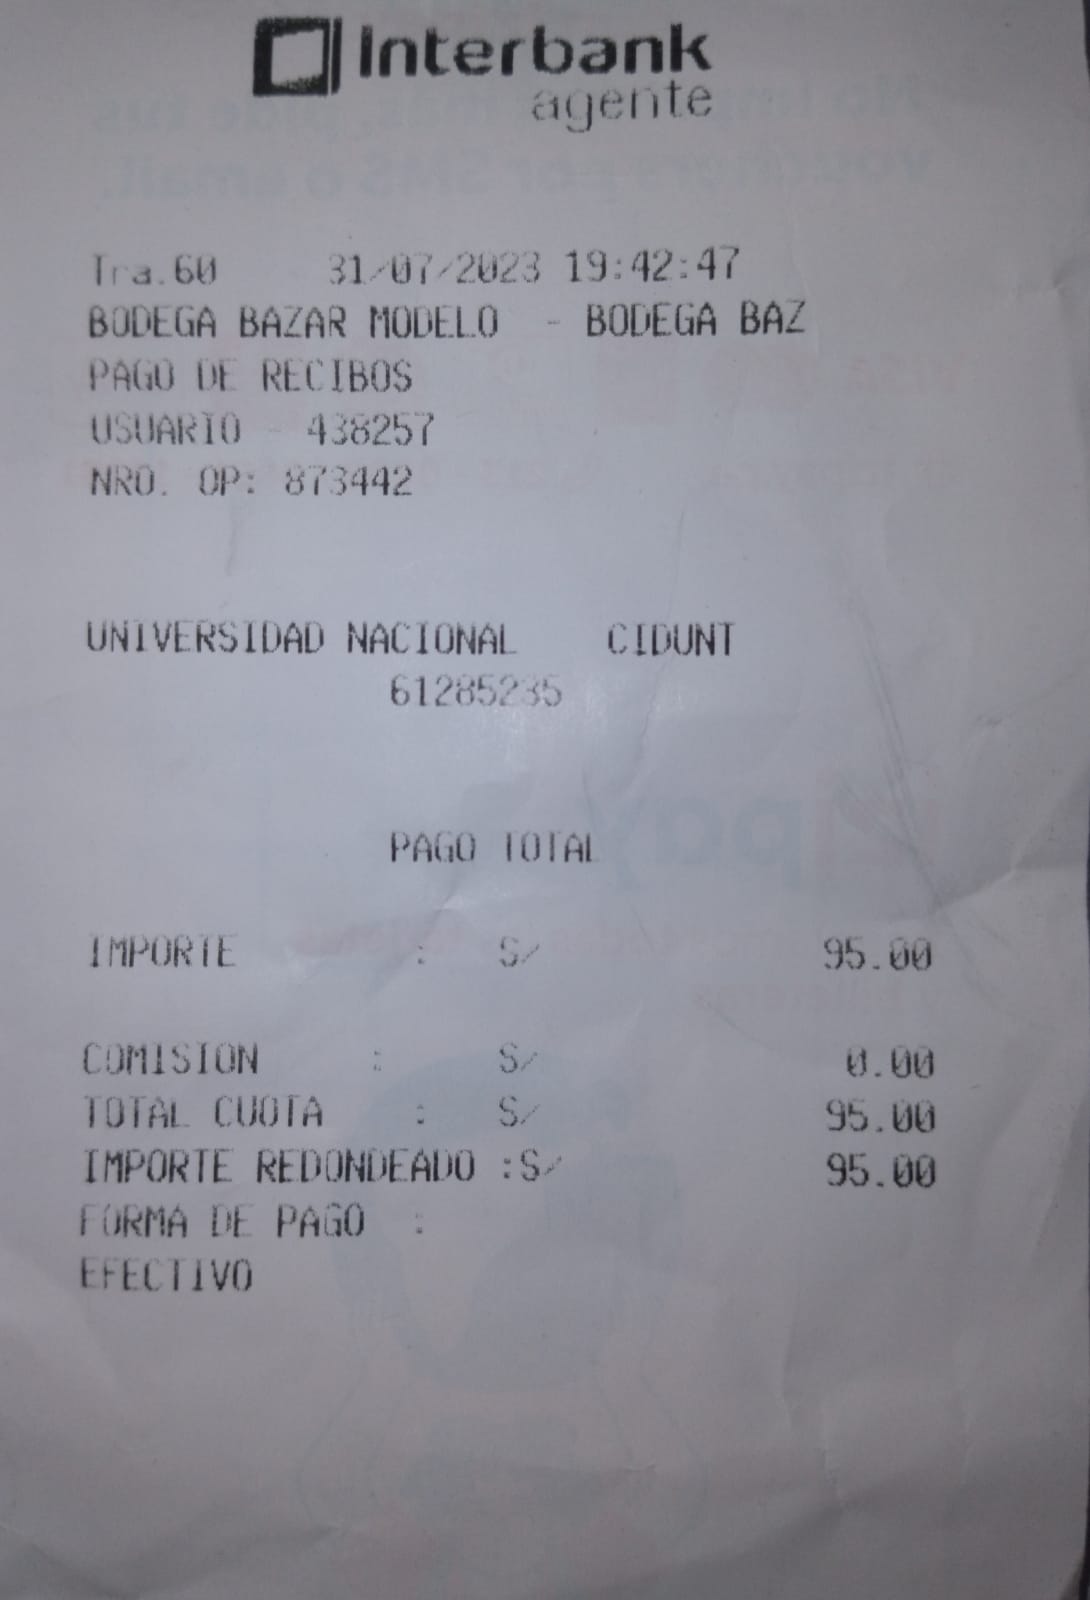 Interbank
agente
Tra.60 31/07/2023 19:42:47
BODEGA BAZAR MODELO - BODEGA BAZ
PAGO DE RECIBOS
USUARIO - 438257
NRO. OP: 873442
UNIVERSIDAD NACIONAL CIDUNT
61285235
PAGO TOTAL
IMPORTE : S/ 95.00
COMISION : S/ 0.00
TOTAL CUOTA : S/ 95.00
IMPORTE REDONDEADO :S/ 95.00
FORMA DE PAGO :
EFECTIVO